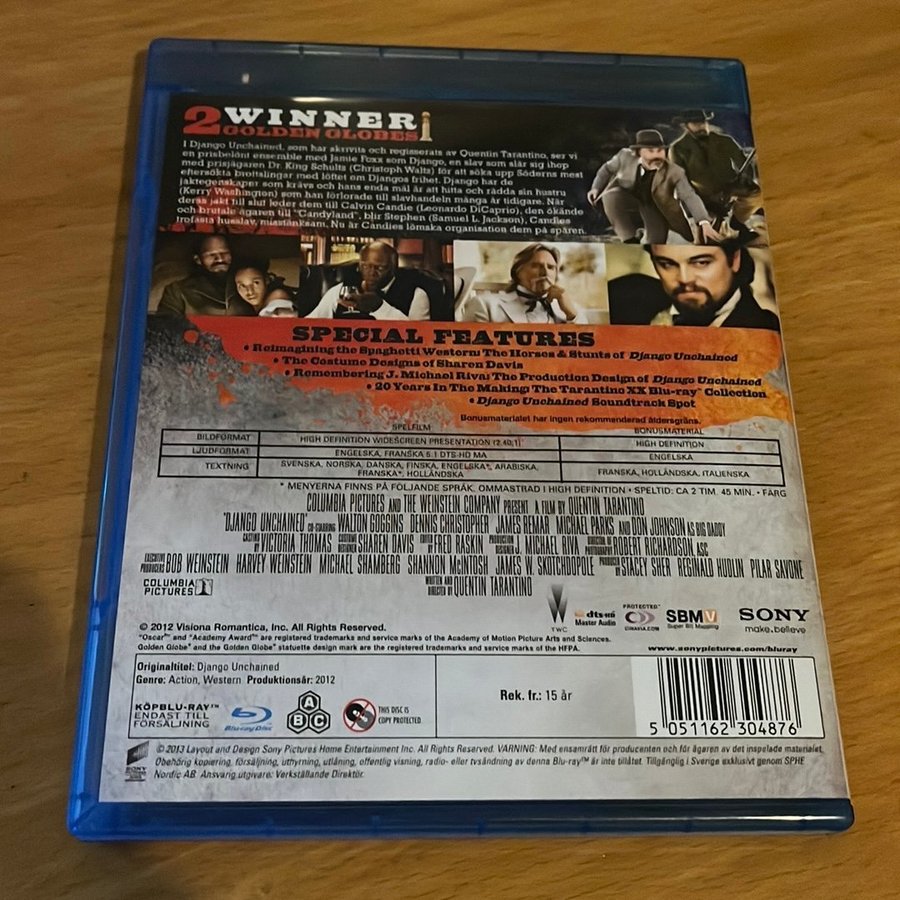 2 WINNER
GOLDEN GLOBES
I Django Unchained, som har skrivits och regisserats av Quentin Tarantino, ser vi
en prisbelönt ensemble med Jamie Foxx som Django, en slav som slår sig ihop
med prisjägaren Dr. King Schultz (Christoph Waltz) för att söka upp Söderns mest
eftersökta brottslingar med löftet om Djangos frihet. Django har de
jaktegenskaper som krävs och hans enda mål är att hitta och rädda sin hustru
(Kerry Washington) som han förlorade till slavhandeln många år tidigare. När
deras jakt till slut leder dem till Calvin Candie (Leonardo DiCaprio), den ökände
och brutale ägaren till "Candyland", blir Stephen (Samuel L. Jackson), Candies
trofasta husslav, misstänksam. Nu är Candies lömska organisation dem på spåren.
SPECIAL FEATURES
• Reimagining the Spaghetti Western: The Horses & Stunts of Django Unchained
• The Costume Designs of Sharen Davis
• Remembering J. Michael Riva: The Production Design of Django Unchained
• 20 Years In The Making: The Tarantino XX Blu-ray™ Collection
• Django Unchained Soundtrack Spot
Bonusmaterialet har ingen rekommenderad åldersgräns.
SPELFILM BONUSMATERIAL
BILDFORMAT HIGH DEFINITION WIDESCREEN PRESENTATION (2.40:1) HIGH DEFINITION
LJUDFORMAT ENGELSKA, FRANSKA 5.1 DTS-HD MA ENGELSKA
TEXTNING SVENSKA, NORSKA, DANSKA, FINSKA, ENGELSKA*, ARABISKA,
FRANSKA*, HOLLÄNDSKA FRANSKA, HOLLÄNDSKA, ITALIENSKA
* MENYERNA FINNS PÅ FÖLJANDE SPRÅK, OMMASTRAD I HIGH DEFINITION • SPELTID: CA 2 TIM. 45 MIN. • FÄRG
COLUMBIA PICTURES AND THE WEINSTEIN COMPANY PRESENT A FILM BY QUENTIN TARANTINO
"DJANGO UNCHAINED" CO-STARRING WALTON GOGGINS DENNIS CHRISTOPHER JAMES REMAR MICHAEL PARKS AND DON JOHNSON AS BIG DADDY
CASTING BY VICTORIA THOMAS COSTUME DESIGNER SHAREN DAVIS EDITED BY FRED RASKIN PRODUCTION DESIGNER J. MICHAEL RIVA DIRECTOR OF PHOTOGRAPHY ROBERT RICHARDSON, ASC
EXECUTIVE PRODUCERS BOB WEINSTEIN HARVEY WEINSTEIN MICHAEL SHAMBERG SHANNON McINTOSH JAMES W. SKOTCHDOPOLE PRODUCED BY STACEY SHER REGINALD HUDLIN PILAR SAVONE
WRITTEN AND DIRECTED BY QUENTIN TARANTINO
COLUMBIA
PICTURES
TWC
dts-HD
Master Audio
PROTECTED
CINAVIA.COM
SBMV
Super Bit Mapping
SONY
make.believe
© 2012 Visiona Romantica, Inc. All Rights Reserved.
"Oscar®" and "Academy Award®" are registered trademarks and service marks of the Academy of Motion Picture Arts and Sciences.
Golden Globe® and the Golden Globe® statuette design mark are the registered trademarks and service marks of the HFPA.
www.sonypictures.com/bluray
Originaltitel: Django Unchained
Genre: Action, Western Produktionsår: 2012
KÖPBLU-RAY™
ENDAST TILL
FÖRSÄLJNING
Blu-ray Disc
A
B C
THIS DISC IS
COPY PROTECTED
Rek. fr.: 15 år
5 051162 304876
SONY
© 2013 Layout and Design Sony Pictures Home Entertainment Inc. All Rights Reserved. VARNING: Med ensamrätt för producenten och för ägaren av det inspelade materialet.
Obehörig kopiering, försäljning, uthyrning, utlåning, offentlig visning, radio- eller tvsändning av denna Blu-ray™ är inte tillåtet. Tillgänglig i Sverige exklusivt genom SPHE
Nordic AB. Ansvarig utgivare: Verkställande Direktör.